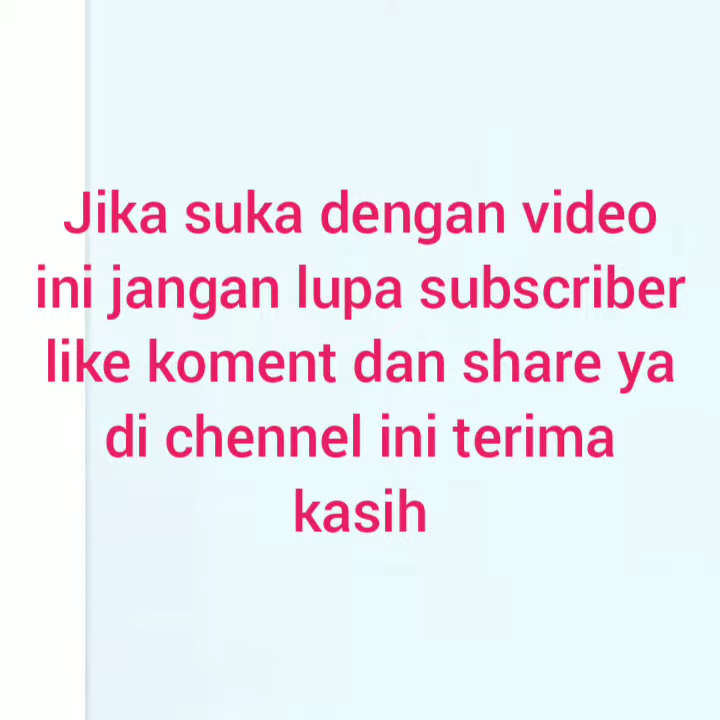 Jika suka dengan video
ini jangan lupa subscriber
like koment dan share ya
di chennel ini terima
kasih